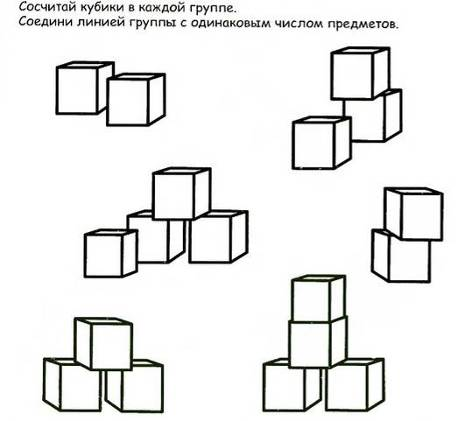 Сосчитай кубики в каждой группе.
Соедини линией группы с одинаковым числом предметов.